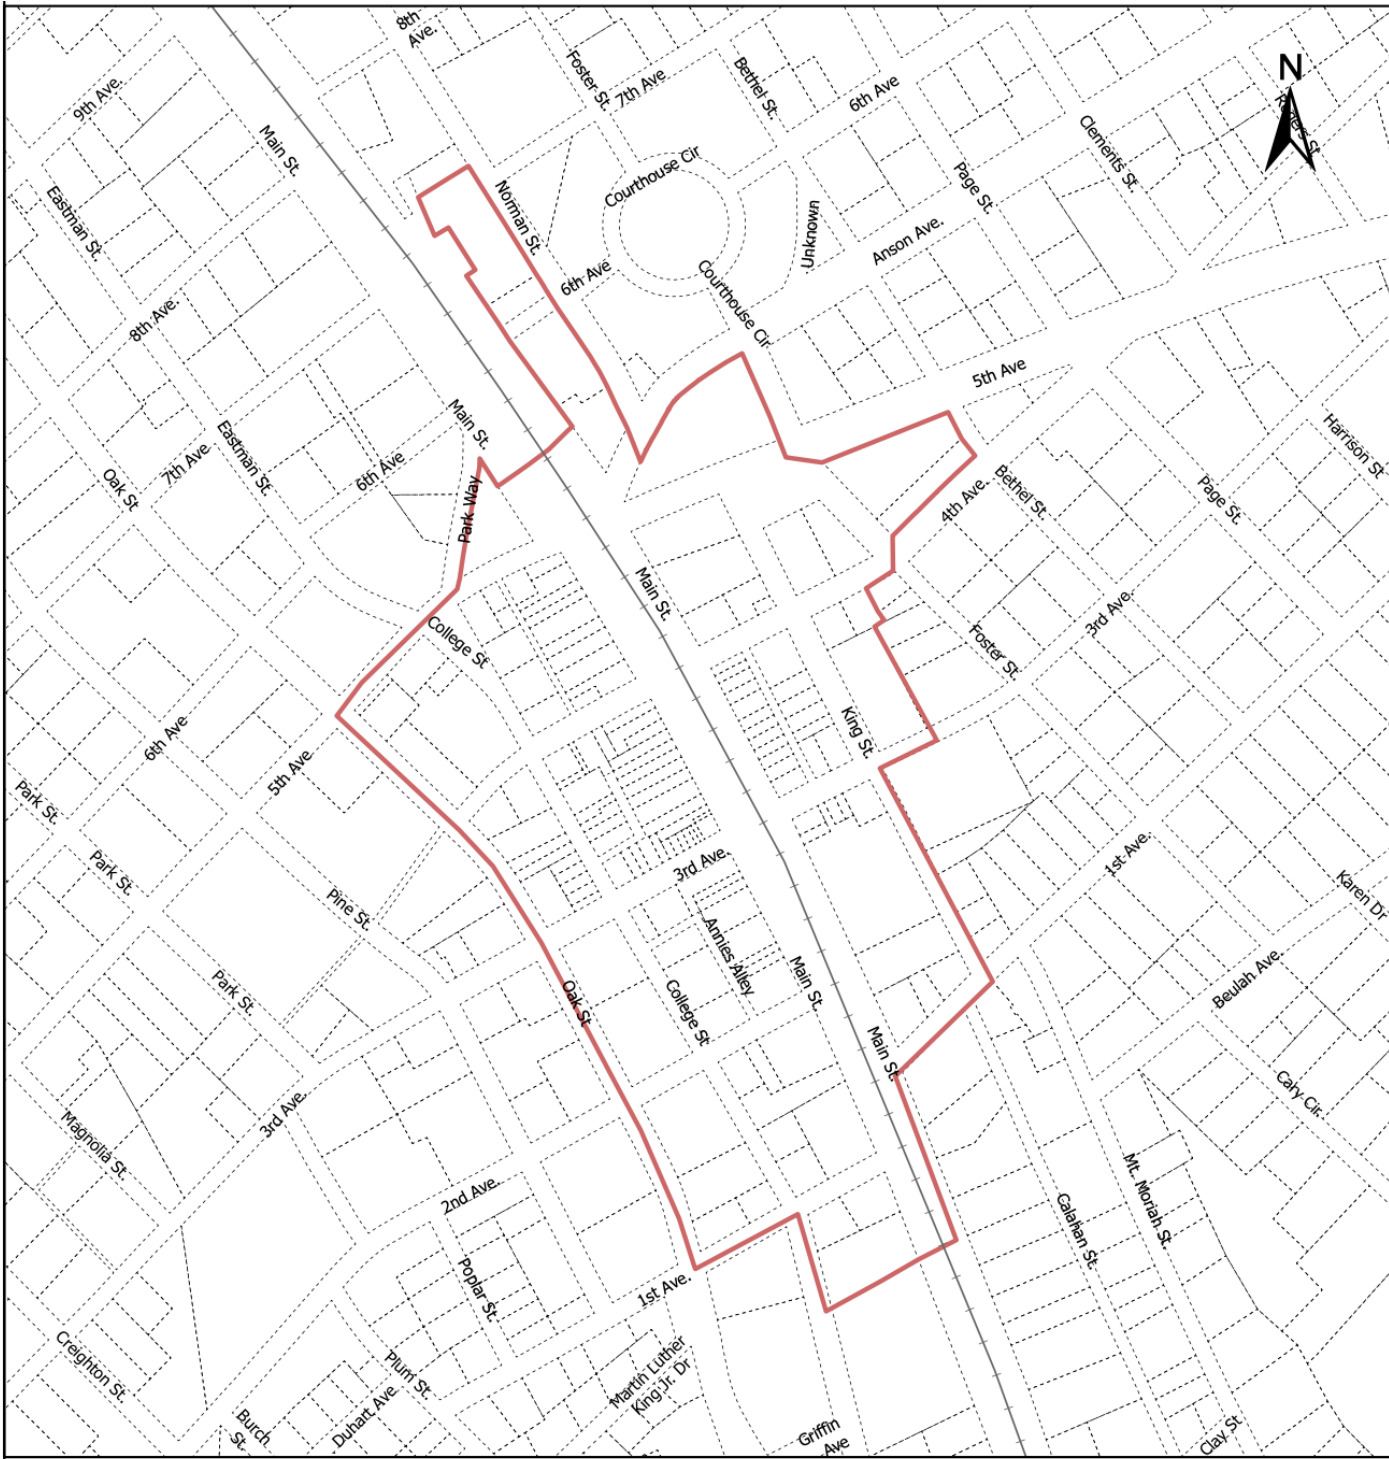 8th
Ave.
Foster St.
7th Ave
Bethel St.
6th Ave
N
Rogers St.
9th Ave.
Main St.
Clements St.
Eastman St.
Courthouse Cir
Norman St.
Page St.
Unknown
Anson Ave.
6th Ave
Courthouse Cir.
8th Ave.
5th Ave
Main St.
Eastman St.
7th Ave
6th Ave
Oak St
Park Way
Harrison St
4th Ave.
Bethel St.
Page St.
Main St.
College St
3rd Ave.
Foster St.
King St.
6th Ave
5th Ave
Park St.
Park St.
3rd Ave.
1st Ave.
Pine St.
Annies Alley
Karen Dr
Park St.
Oak St
College St
Main St.
Beulah Ave.
Main St.
Cary Cir.
3rd Ave.
Magnolia St.
2nd Ave.
Mt. Moriah St.
Calahan St.
Poplar St.
1st Ave.
Creighton St.
Plum St.
Martin Luther
King Jr. Dr
Duhart Ave
Burch
St.
Griffin
Ave
Clay St